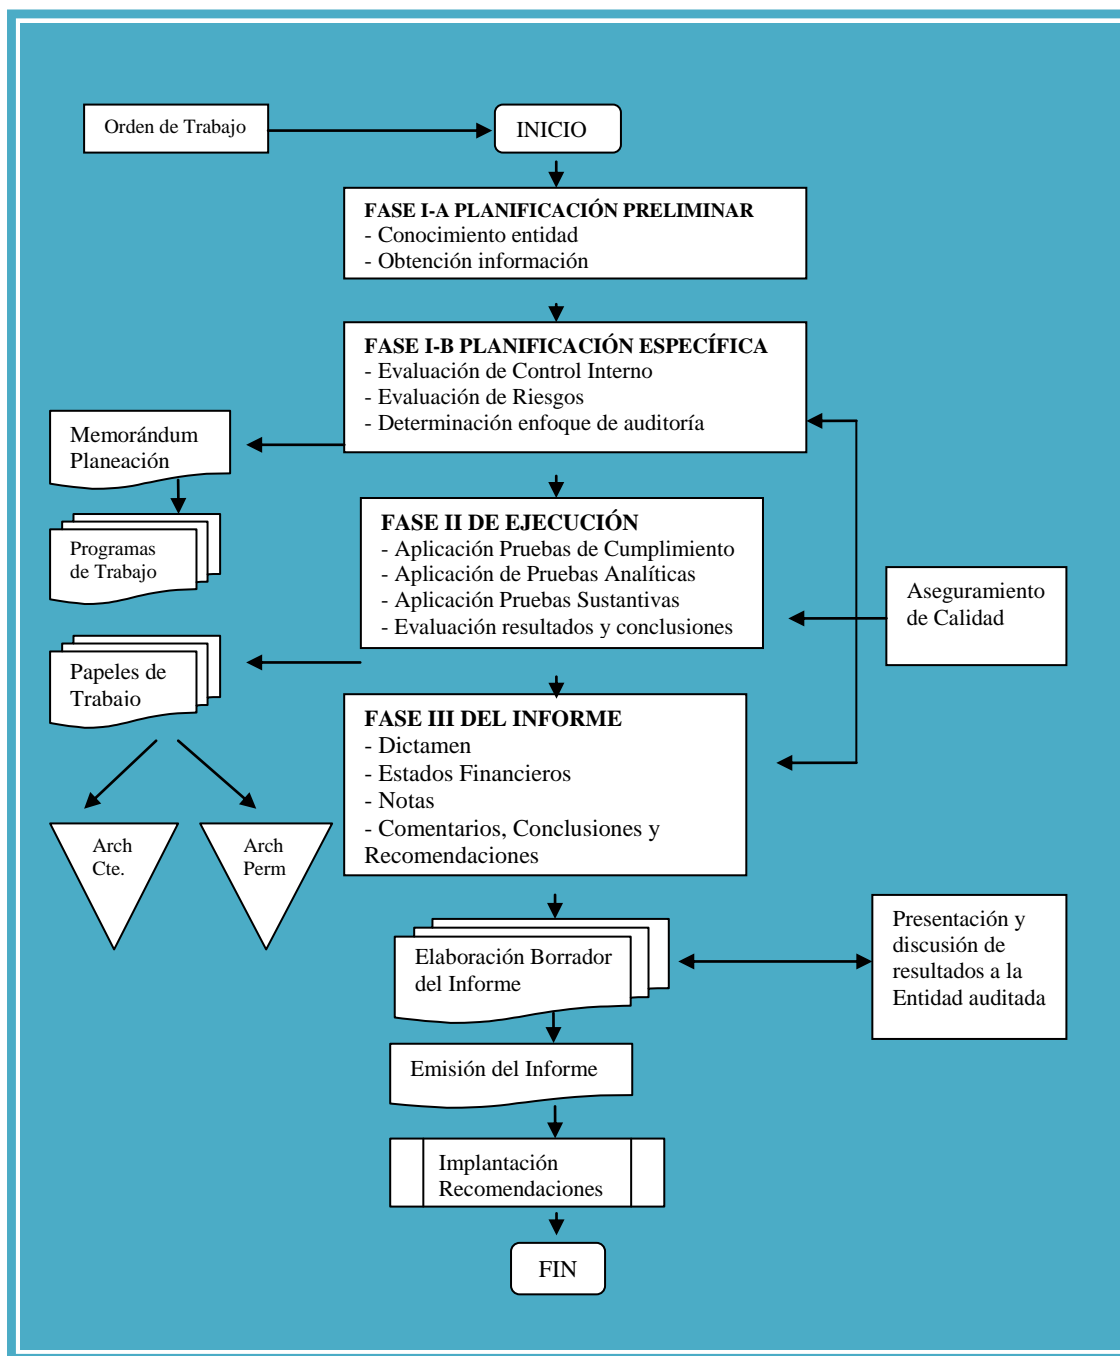 Orden de Trabajo
INICIO
FASE I-A PLANIFICACIÓN PRELIMINAR
- Conocimiento entidad
- Obtención información
FASE I-B PLANIFICACIÓN ESPECÍFICA
- Evaluación de Control Interno
- Evaluación de Riesgos
- Determinación enfoque de auditoría
Memorándum
Planeación
Programas
de Trabajo
FASE II DE EJECUCIÓN
- Aplicación Pruebas de Cumplimiento
- Aplicación de Pruebas Analíticas
- Aplicación Pruebas Sustantivas
- Evaluación resultados y conclusiones
Aseguramiento
de Calidad
Papeles de
Trabajo
Arch
Cte.
Arch
Perm
FASE III DEL INFORME
- Dictamen
- Estados Financieros
- Notas
- Comentarios, Conclusiones y
Recomendaciones
Elaboración Borrador
del Informe
Presentación y
discusión de
resultados a la
Entidad auditada
Emisión del Informe
Implantación
Recomendaciones
FIN